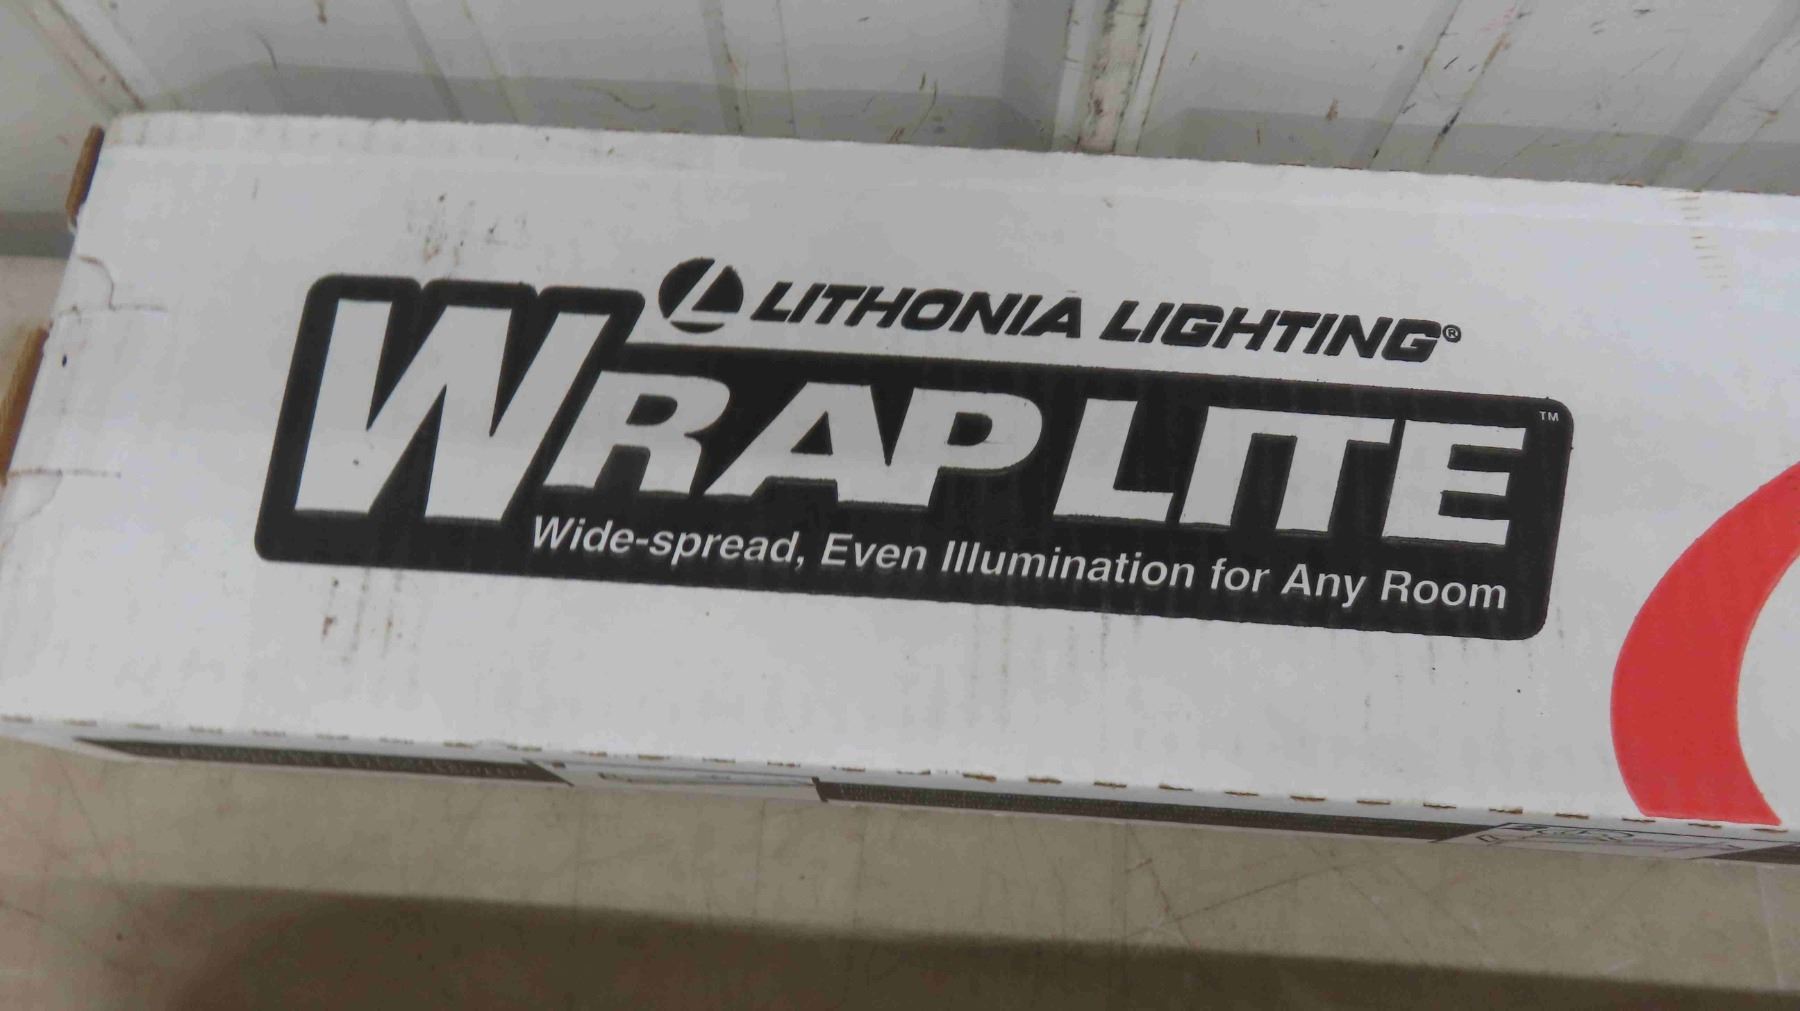 LITHONIA LIGHTING®
WRAPLITE™
Wide-spread, Even Illumination for Any Room